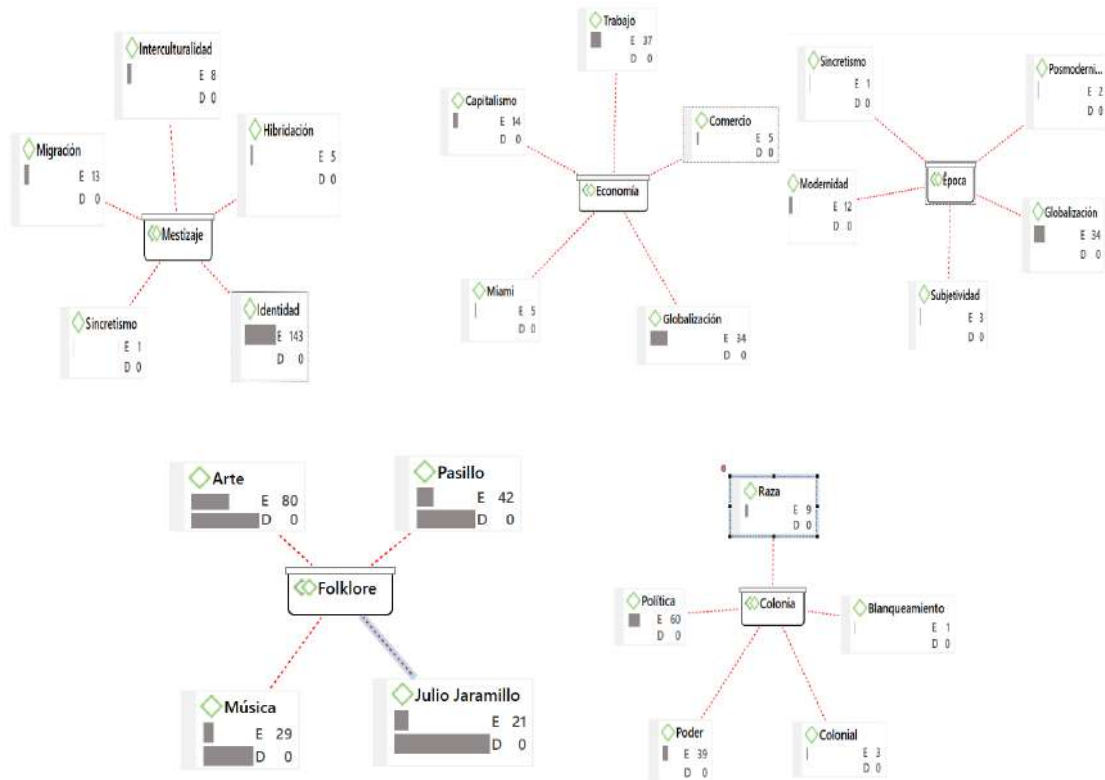 Interculturalidad
E 8
D 0
Migración
E 13
D 0
Hibridación
E 5
D 0
Mestizaje
Sincretismo
E 1
D 0
Identidad
E 143
D 0
Trabajo
E 37
D 0
Capitalismo
E 14
D 0
Comercio
E 5
D 0
Economía
Miami
E 5
D 0
Globalización
E 34
D 0
Sincretismo
E 1
D 0
Posmoderni...
E 2
D 0
Época
Modernidad
E 12
D 0
Globalización
E 34
D 0
Subjetividad
E 3
D 0
Arte
E 80
D 0
Pasillo
E 42
D 0
Folklore
Música
E 29
D 0
Julio Jaramillo
E 21
D 0
Raza
E 9
D 0
Política
E 60
D 0
Colonia
Blanqueamiento
E 1
D 0
Poder
E 39
D 0
Colonial
E 3
D 0